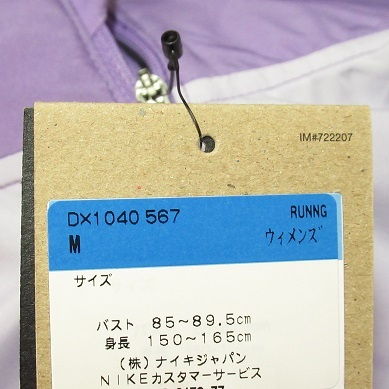 IM#722207
DX1040 567 RUNNG
M ウィメンズ
サイズ
バスト 85～89.5cm
身長 150～165cm
(株)ナイキジャパン
NIKEカスタマーサービス